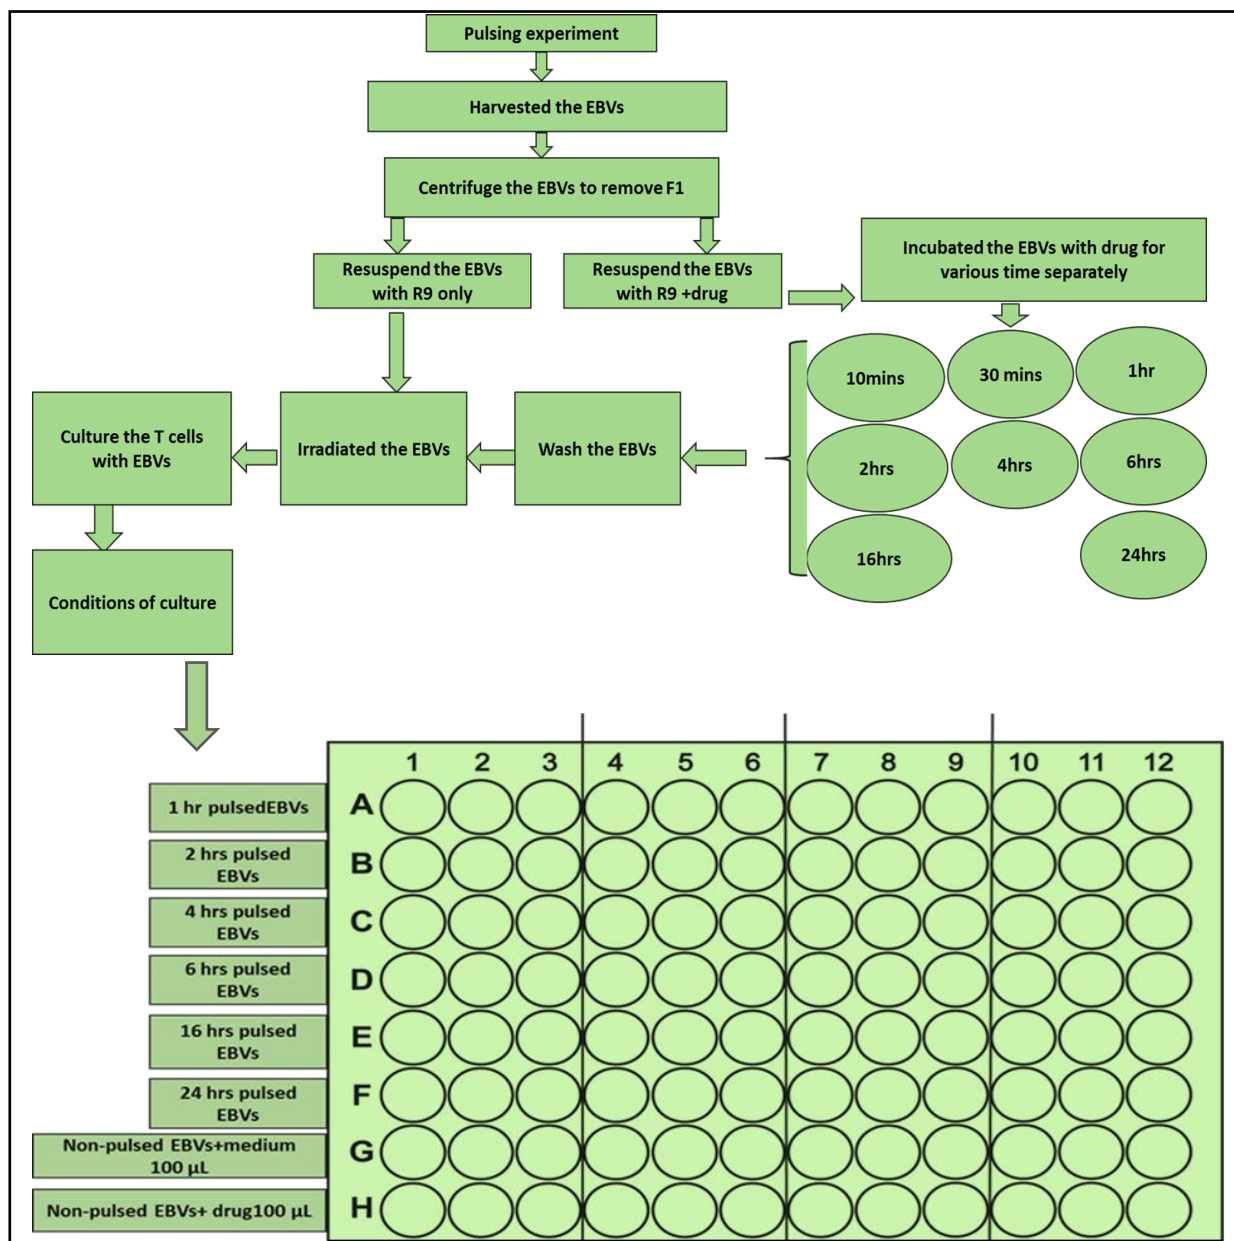 Pulsing experiment
Harvested the EBVs
Centrifuge the EBVs to remove F1
Resuspend the EBVs
with R9 only
Resuspend the EBVs
with R9 +drug
Incubated the EBVs with drug for
various time separately
10mins
30 mins
1hr
2hrs
4hrs
6hrs
16hrs
24hrs
Wash the EBVs
Irradiated the EBVs
Culture the T cells
with EBVs
Conditions of culture
1 2 3 4 5 6 7 8 9 10 11 12
1 hr pulsedEBVs
A
2 hrs pulsed
EBVs
B
4 hrs pulsed
EBVs
C
6 hrs pulsed
EBVs
D
16 hrs pulsed
EBVs
E
24 hrs pulsed
EBVs
F
Non-pulsed EBVs+medium
100 µL
G
Non-pulsed EBVs+ drug100 µL
H